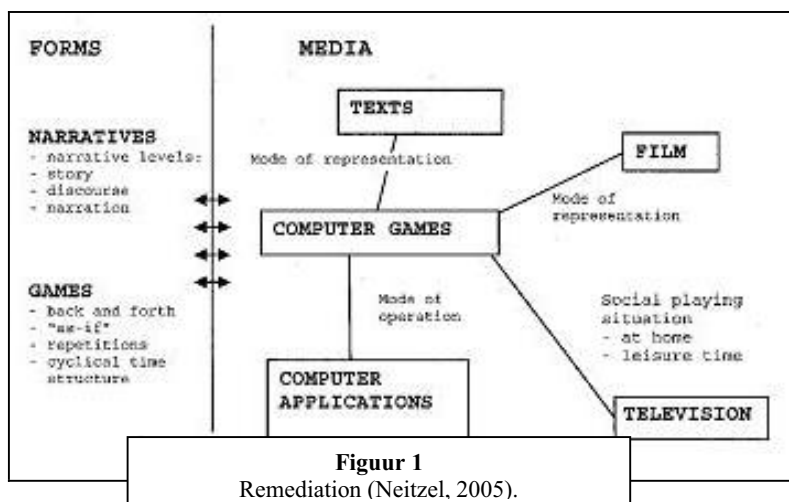 FORMS
NARRATIVES
- narrative levels:
- story
- discourse
- narration
GAMES
- back and forth
- "as-if"
- repetitions
- cyclical time
structure
MEDIA
TEXTS
Mode of representation
FILM
Mode of
representation
COMPUTER GAMES
Mode of
operation
Social playing
situation
- at home
- leisure time
COMPUTER
APPLICATIONS
TELEVISION
Figuur 1
Remediation (Neitzel, 2005).